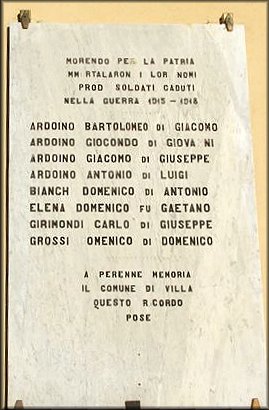 MORENDO PER LA PATRIA
MM RTALARON I LOR NOMI
PROD SOLDATI CADUTI
NELLA GUERRA 1915-1918
ARDOINO BARTOLOMEO DI GIACOMO
ARDOINO GIOCONDO DI GIOVA NI
ARDOINO GIACOMO DI GIUSEPPE
ARDOINO ANTONIO DI LUIGI
BIANCH DOMENICO DI ANTONIO
ELENA DOMENICO FU GAETANO
GIRIMONDI CARLO DI GIUSEPPE
GROSSI OMENICO DI DOMENICO
A PERENNE MEMORIA
IL COMUNE DI VILLA
QUESTO R CORDO
POSE